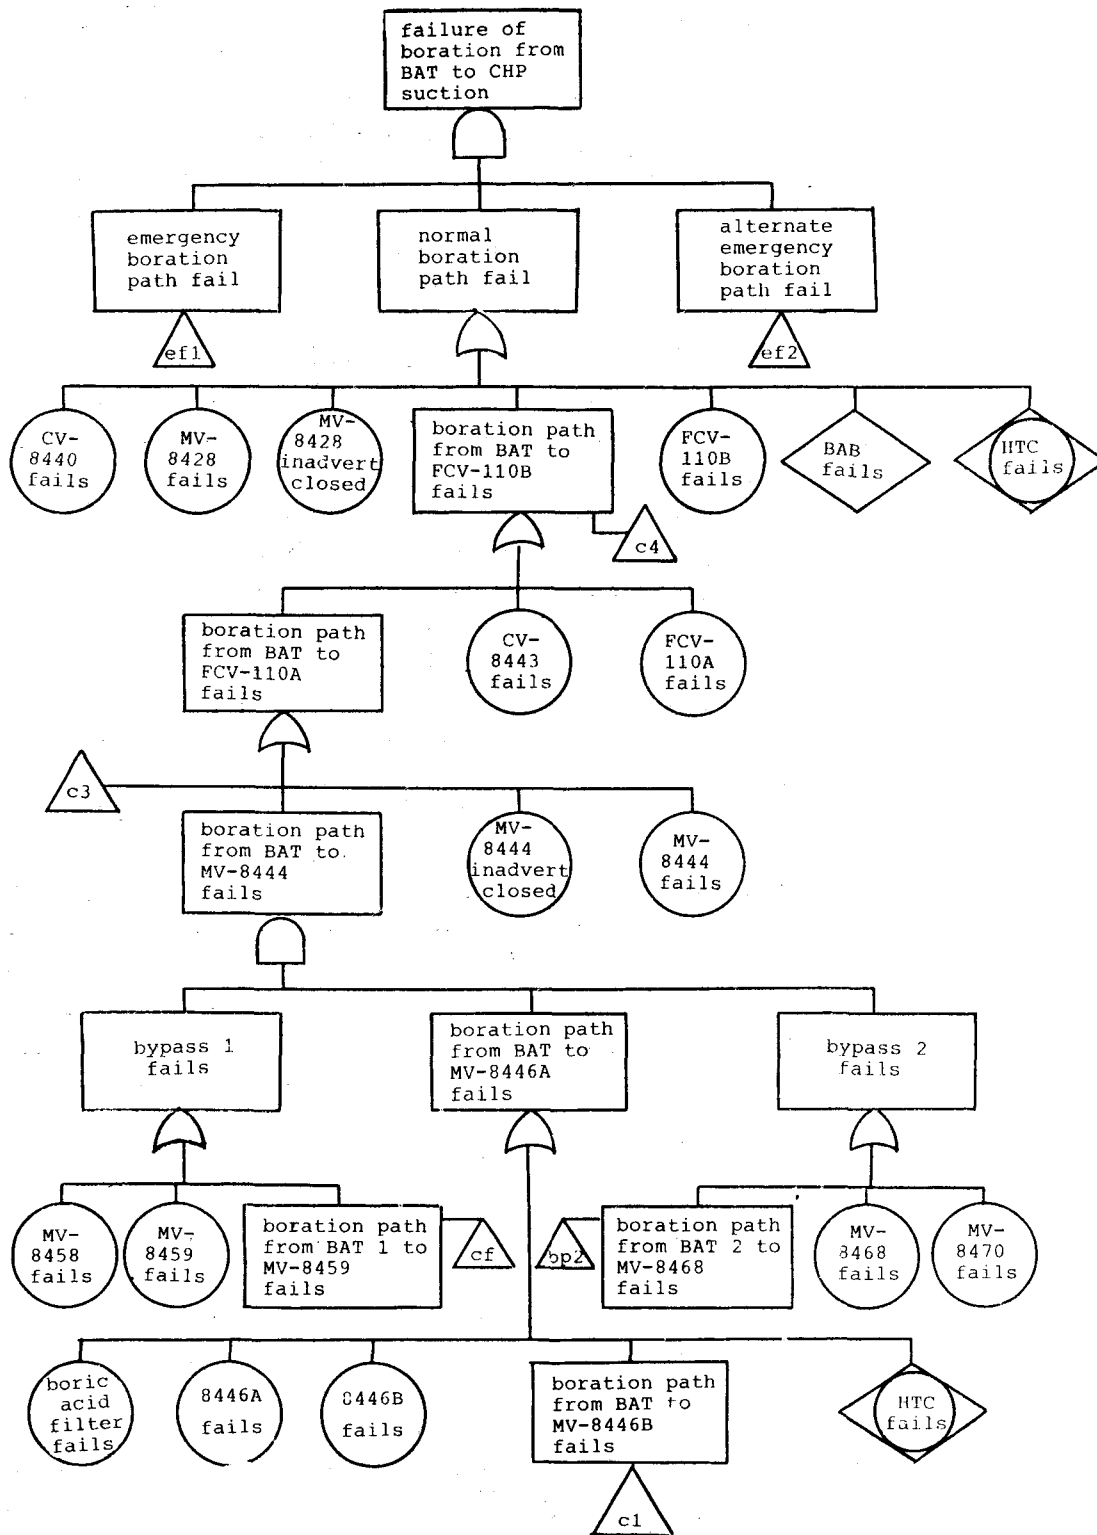 failure of
boration from
BAT to CHP
suction
emergency
boration
path fail
normal
boration
path fail
alternate
emergency
boration
path fail
ef1
ef2
CV-
8440
fails
MV-
8428
fails
MV-
8428
inadvert
closed
boration path
from BAT to
FCV-110B
fails
FCV-
110B
fails
BAB
fails
HTC
fails
c4
boration path
from BAT to
FCV-110A
fails
CV-
8443
fails
FCV-
110A
fails
c3
boration path
from BAT to
MV-8444
fails
MV-
8444
inadvert
closed
MV-
8444
fails
bypass 1
fails
boration path
from BAT to
MV-8446A
fails
bypass 2
fails
MV-
8458
fails
MV-
8459
fails
boration path
from BAT 1 to
MV-8459
fails
cf
bp2
boration path
from BAT 2 to
MV-8468
fails
MV-
8468
fails
MV-
8470
fails
boric
acid
filter
fails
8446A
fails
8446B
fails
boration path
from BAT to
MV-8446B
fails
HTC
fails
c1